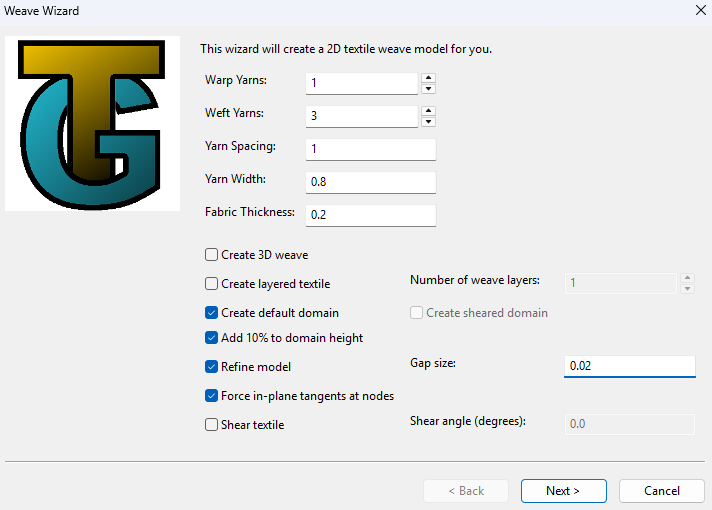 Weave Wizard
This wizard will create a 2D textile weave model for you.
Warp Yarns: 1
Weft Yarns: 3
Yarn Spacing: 1
Yarn Width: 0.8
Fabric Thickness: 0.2
Create 3D weave
Create layered textile Number of weave layers: 1
Create default domain Create sheared domain
Add 10% to domain height
Refine model Gap size: 0.02
Force in-plane tangents at nodes
Shear textile Shear angle (degrees): 0.0
< Back Next > Cancel